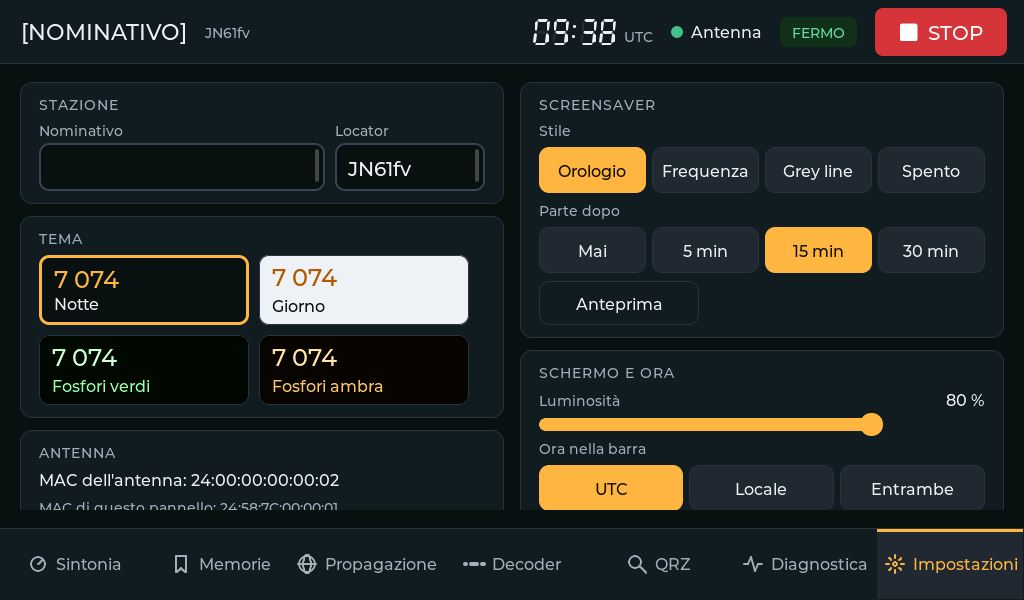 [NOMINATIVO] JN61fv 09:38 UTC Antenna FERMO STOP
STAZIONE
Nominativo Locator
JN61fv
TEMA
7 074
Notte
7 074
Giorno
7 074
Fosfori verdi
7 074
Fosfori ambra
ANTENNA
MAC dell'antenna: 24:00:00:00:00:02
MAC di questo pannello: 24:58:7C:00:00:01
SCREENSAVER
Stile
Orologio Frequenza Grey line Spento
Parte dopo
Mai 5 min 15 min 30 min
Anteprima
SCHERMO E ORA
Luminosità 80 %
Ora nella barra
UTC Locale Entrambe
Sintonia Memorie Propagazione Decoder QRZ Diagnostica Impostazioni